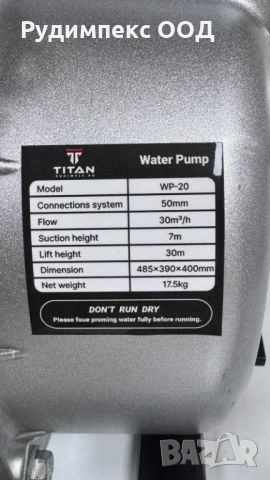 Рудимпекс ООД
TITAN
Water Pump
Model WP-20
Connections system 50mm
Flow 30m³/h
Suction height 7m
Lift height 30m
Dimension 485×390×400mm
Net weight 17.5kg
DON'T RUN DRY
Please foue proming water fully before running.
BAZAR